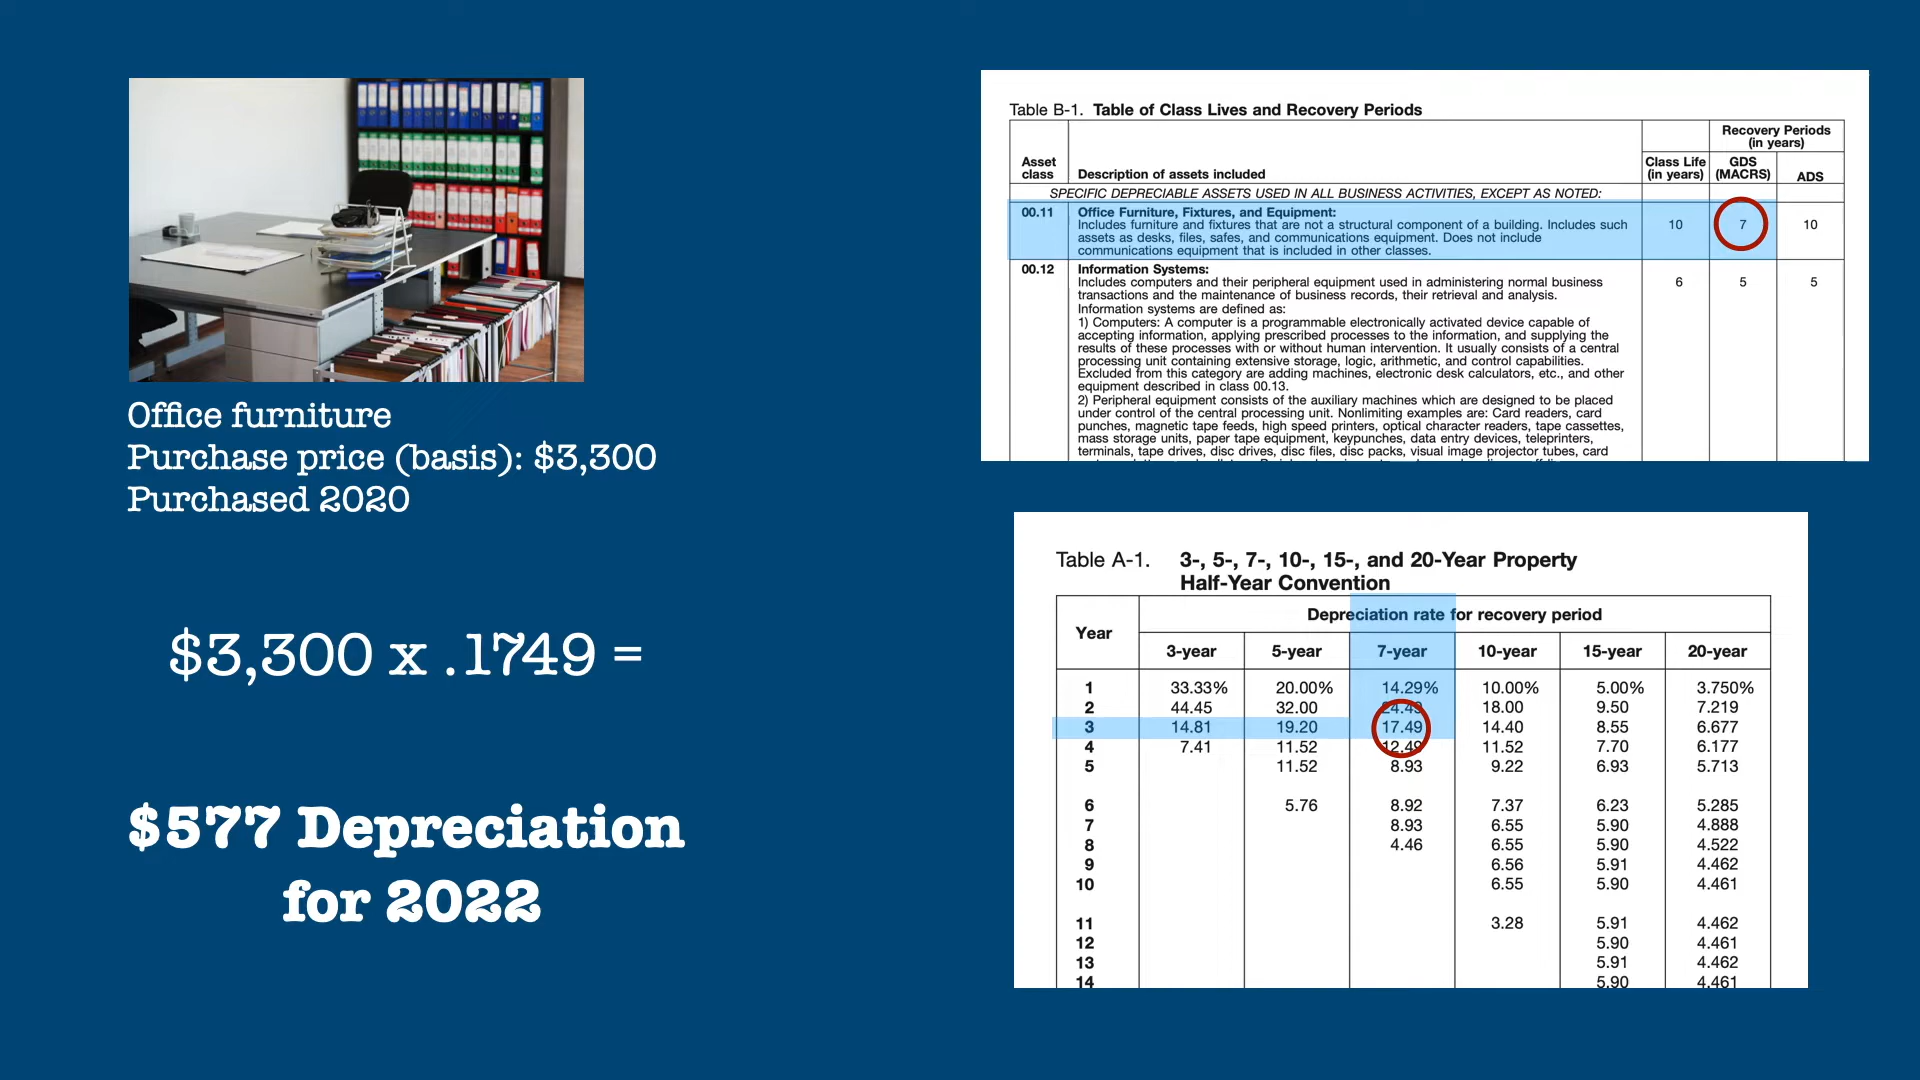 Office furniture
Purchase price (basis): $3,300
Purchased 2020
$3,300 x .1749 =
$577 Depreciation
for 2022
Table B-1. Table of Class Lives and Recovery Periods
Recovery Periods
(in years)
Asset
class
Description of assets included
Class Life
(in years)
GDS
(MACRS)
ADS
SPECIFIC DEPRECIABLE ASSETS USED IN ALL BUSINESS ACTIVITIES, EXCEPT AS NOTED:
00.11 Office Furniture, Fixtures, and Equipment:
Includes furniture and fixtures that are not a structural component of a building. Includes such 10 7 10
assets as desks, files, safes, and communications equipment. Does not include
communications equipment that is included in other classes.
00.12 Information Systems:
Includes computers and their peripheral equipment used in administering normal business 6 5 5
transactions and the maintenance of business records, their retrieval and analysis.
Information systems are defined as:
1) Computers: A computer is a programmable electronically activated device capable of
accepting information, applying prescribed processes to the information, and supplying the
results of these processes with or without human intervention. It usually consists of a central
processing unit containing extensive storage, logic, arithmetic, and control capabilities.
Excluded from this category are adding machines, electronic desk calculators, etc., and other
equipment described in class 00.13.
2) Peripheral equipment consists of the auxiliary machines which are designed to be placed
under control of the central processing unit. Nonlimiting examples are: Card readers, card
punches, magnetic tape feeds, high speed printers, optical character readers, tape cassettes,
mass storage units, paper tape equipment, keypunches, data entry devices, teleprinters,
terminals, tape drives, disc drives, disc files, disc packs, visual image projector tubes, card
Table A-1. 3-, 5-, 7-, 10-, 15-, and 20-Year Property
Half-Year Convention
Year
Depreciation rate for recovery period
3-year 5-year 7-year 10-year 15-year 20-year
1 33.33% 20.00% 14.29% 10.00% 5.00% 3.750%
2 44.45 32.00 24.49 18.00 9.50 7.219
3 14.81 19.20 17.49 14.40 8.55 6.677
4 7.41 11.52 12.49 11.52 7.70 6.177
5 11.52 8.93 9.22 6.93 5.713
6 5.76 8.92 7.37 6.23 5.285
7 8.93 6.55 5.90 4.888
8 4.46 6.55 5.90 4.522
9 6.56 5.91 4.462
10 6.55 5.90 4.461
11 3.28 5.91 4.462
12 5.90 4.461
13 5.91 4.462
14 5.90 4.461